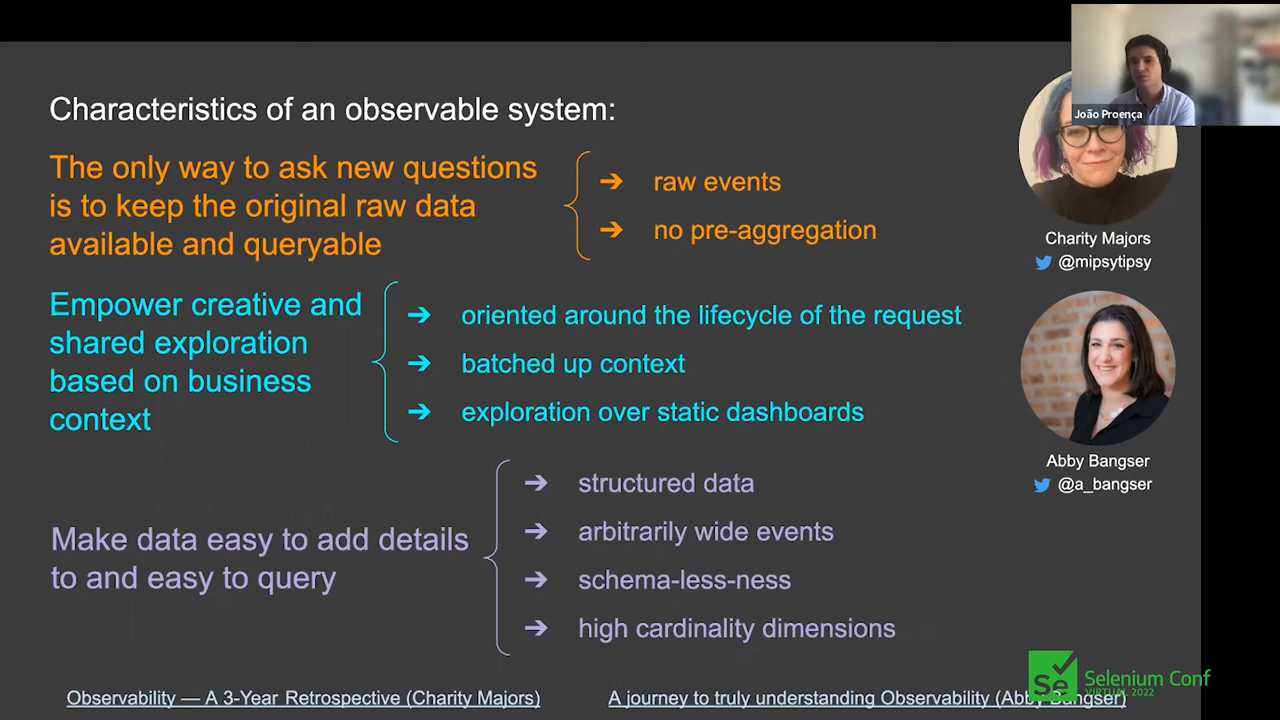 João Proença
Characteristics of an observable system:
The only way to ask new questions
is to keep the original raw data
available and queryable
➔ raw events
➔ no pre-aggregation
Charity Majors
@mipsytipsy
Empower creative and
shared exploration
based on business
context
➔ oriented around the lifecycle of the request
➔ batched up context
➔ exploration over static dashboards
Abby Bangser
@a_bangser
Make data easy to add details
to and easy to query
➔ structured data
➔ arbitrarily wide events
➔ schema-less-ness
➔ high cardinality dimensions
Se Selenium Conf
VIRTUAL 2022
Observability — A 3-Year Retrospective (Charity Majors)
A journey to truly understanding Observability (Abby Bangser)